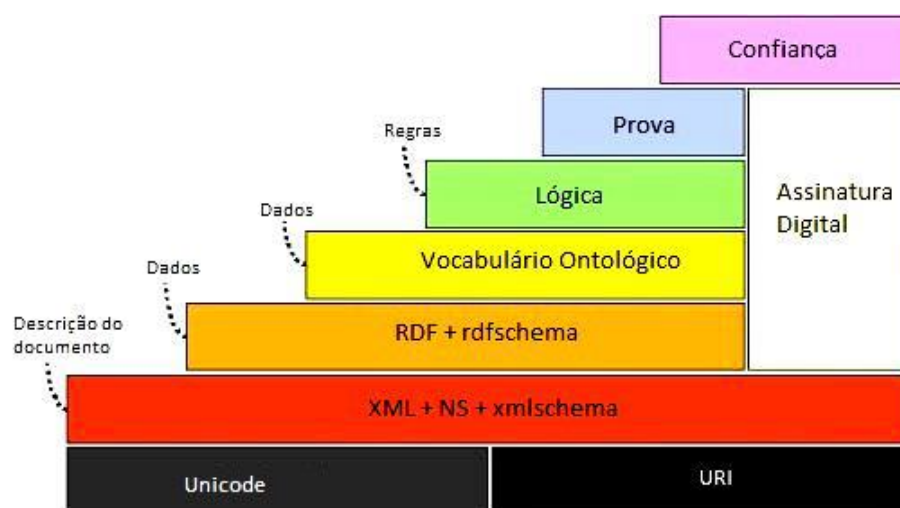 Confiança
Prova
Regras
Lógica
Assinatura
Digital
Dados
Vocabulário Ontológico
Dados
RDF + rdfschema
Descrição do
documento
XML + NS + xmlschema
Unicode
URI